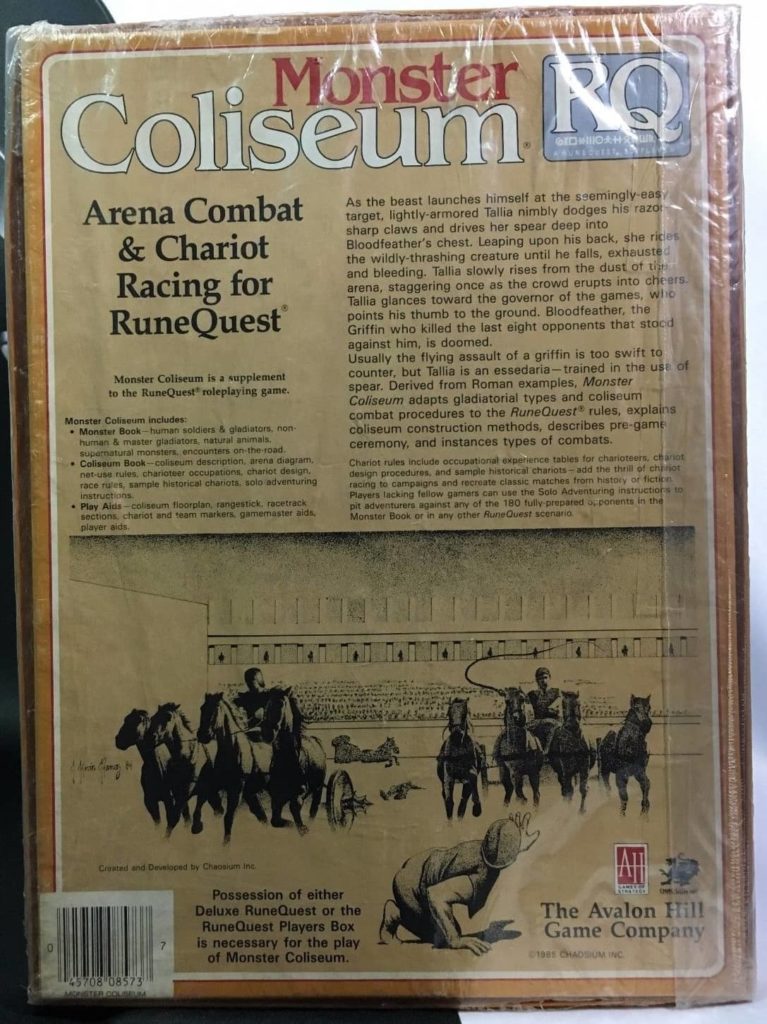 Monster
Coliseum®
RQ
Arena Combat
& Chariot
Racing for
RuneQuest®
Monster Coliseum is a supplement
to the RuneQuest® roleplaying game.
Monster Coliseum includes:
• Monster Book—human soldiers & gladiators, non-
human & master gladiators, natural animals,
supernatural monsters, encounters on-the-road.
• Coliseum Book—coliseum description, arena diagram,
net-use rules, charioteer occupations, chariot design,
race rules, sample historical chariots, solo adventuring
instructions.
• Play Aids—coliseum floorplan, rangestick, racetrack
sections, chariot and team markers, gamemaster aids,
player aids.
As the beast launches himself at the seemingly-easy
target, lightly-armored Tallia nimbly dodges his razor
sharp claws and drives her spear deep into
Bloodfeather's chest. Leaping upon his back, she rides
the wildly-thrashing creature until he falls, exhausted
and bleeding. Tallia slowly rises from the dust of the
arena, staggering once as the crowd erupts into cheers.
Tallia glances toward the governor of the games, who
points his thumb to the ground. Bloodfeather, the
Griffin who killed the last eight opponents that stood
against him, is doomed.
Usually the flying assault of a griffin is too swift to
counter, but Tallia is an essedaria—trained in the use of
spear. Derived from Roman examples, Monster
Coliseum adapts gladiatorial types and coliseum
combat procedures to the RuneQuest® rules, explains
coliseum construction methods, describes pre-game
ceremony, and instances types of combats.
Chariot rules include occupational experience tables for charioteers, chariot
design procedures, and sample historical chariots—add the thrill of chariot
racing to campaigns and recreate classic matches from history or fiction.
Players lacking fellow gamers can use the Solo Adventuring instructions to
pit adventurers against any of the 180 fully-prepared opponents in the
Monster Book or in any other RuneQuest scenario.
Created and Developed by Chaosium Inc.
Possession of either
Deluxe RuneQuest or the
RuneQuest Players Box
is necessary for the play
of Monster Coliseum.
AH
GAMES OF
STRATEGY
The Avalon Hill
Game Company
©1985 CHAOSIUM INC.
0 45708 08573 7
MONSTER COLISEUM